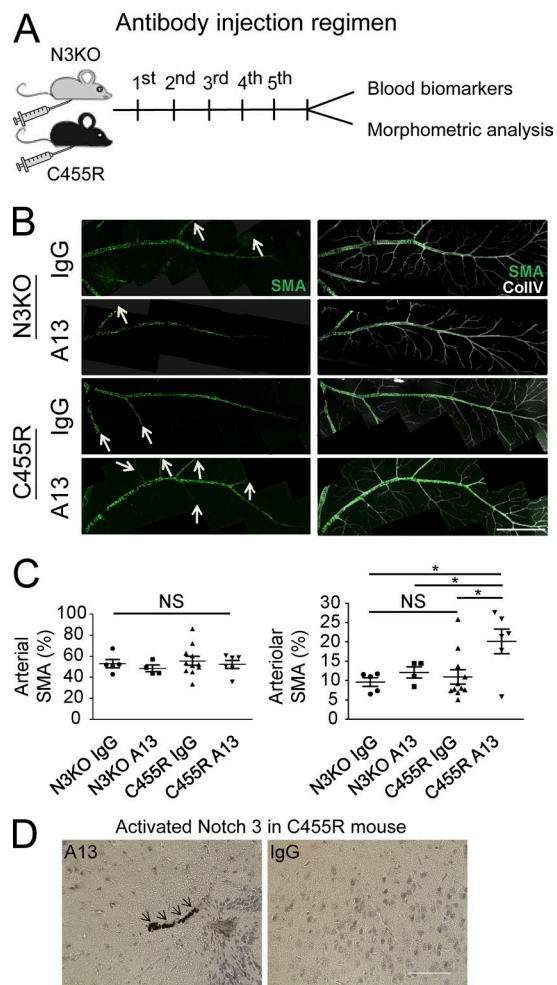 A
Antibody injection regimen
N3KO
C455R
1st 2nd 3rd 4th 5th
Blood biomarkers
Morphometric analysis
B
N3KO
IgG
A13
C455R
IgG
A13
SMA
SMA
CollV
C
NS
Arterial
SMA (%)
100
80
60
40
20
0
N3KO IgG
N3KO A13
C455R IgG
C455R A13
*
*
NS
*
Arteriolar
SMA (%)
30
25
20
15
10
5
0
N3KO IgG
N3KO A13
C455R IgG
C455R A13
D
Activated Notch 3 in C455R mouse
A13
IgG